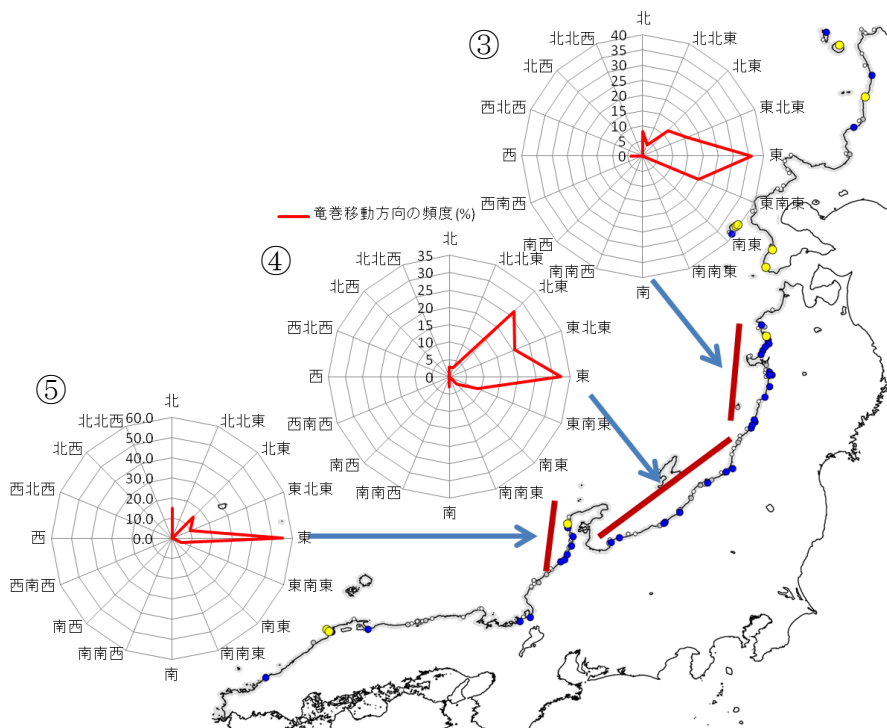 ③
北
北北東
北東
東北東
東
東南東
南東
南南東
南
南南西
南西
西南西
西
西北西
北西
北北西
40
35
30
25
20
15
10
5
0
竜巻移動方向の頻度(%)
④
北
北北東
北東
東北東
東
東南東
南東
南南東
南
南南西
南西
西南西
西
西北西
北西
北北西
35
30
25
20
15
10
5
0
⑤
北
北北東
北東
東北東
東
東南東
南東
南南東
南
南南西
南西
西南西
西
西北西
北西
北北西
60.0
50.0
40.0
30.0
20.0
10.0
0.0